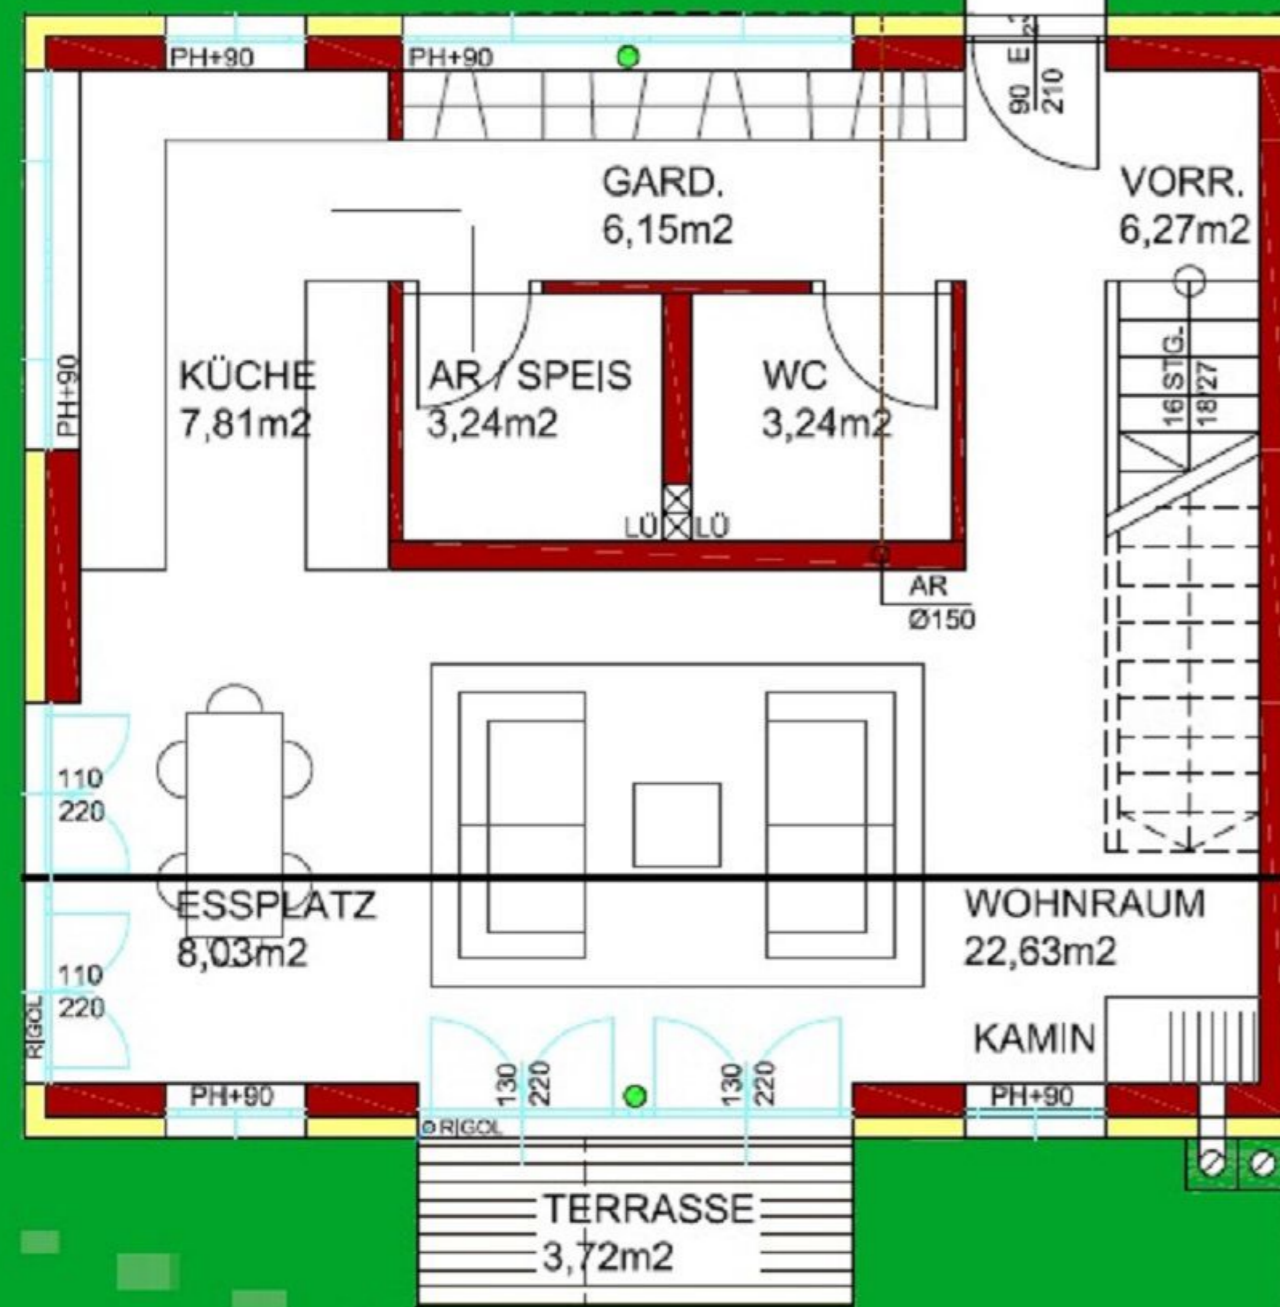 PH+90
PH+90
90 E
210
GARD.
6,15m2
VORR.
6,27m2
PH+90
KÜCHE
7,81m2
AR / SPEIS
3,24m2
WC
3,24m2
16 STG.
18/27
LÜ
LÜ
AR
Ø150
110
220
ESSPLATZ
8,03m2
WOHNRAUM
22,63m2
110
220
RIGOL
KAMIN
130
220
130
220
PH+90
PH+90
RIGOL
TERRASSE
3,72m2